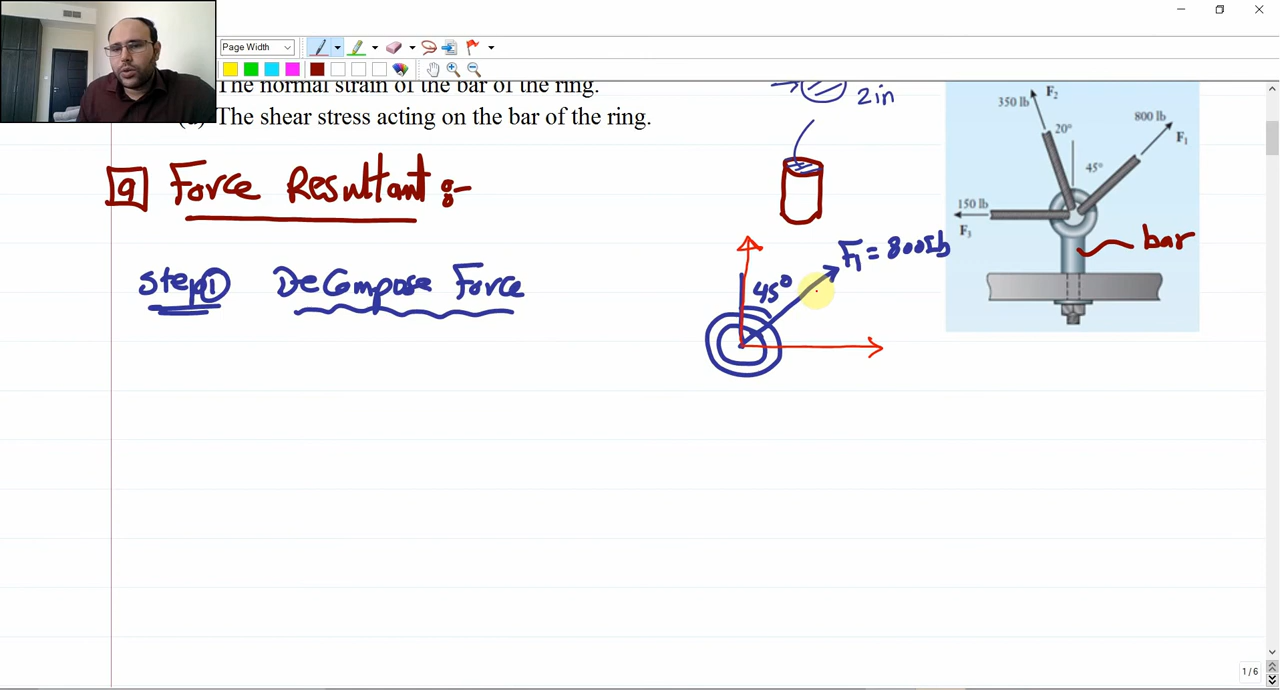 Page Width
The normal strain of the bar of the ring.
The shear stress acting on the bar of the ring.
2in
350 lb
F2
20°
800 lb
F1
45°
150 lb
F3
bar
a Force Resultant :-
Step 1 Decompose Force
45°
F1 = 800 lb
1/6